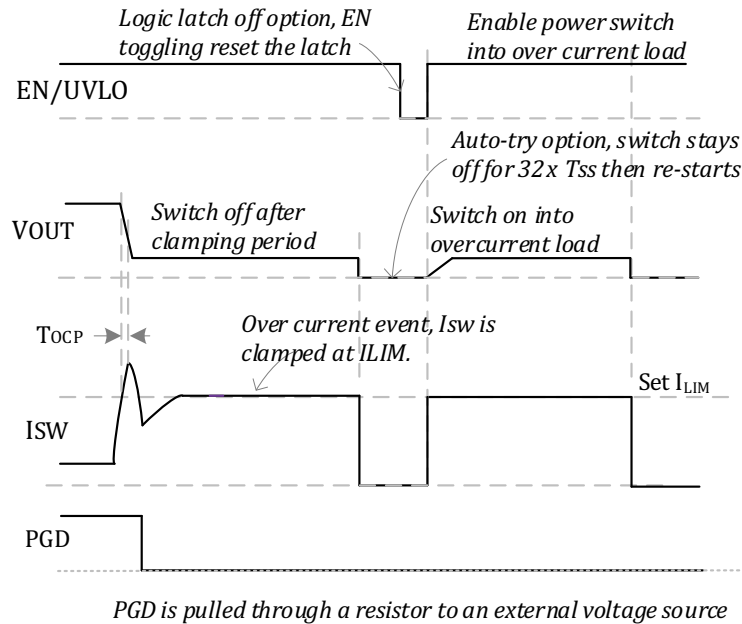 Logic latch off option, EN
toggling reset the latch
Enable power switch
into over current load
EN/UVLO
Auto-try option, switch stays
off for 32x Tss then re-starts
VOUT
Switch off after
clamping period
Switch on into
overcurrent load
TOCP
Over current event, Isw is
clamped at ILIM.
Set ILIM
ISW
PGD
PGD is pulled through a resistor to an external voltage source